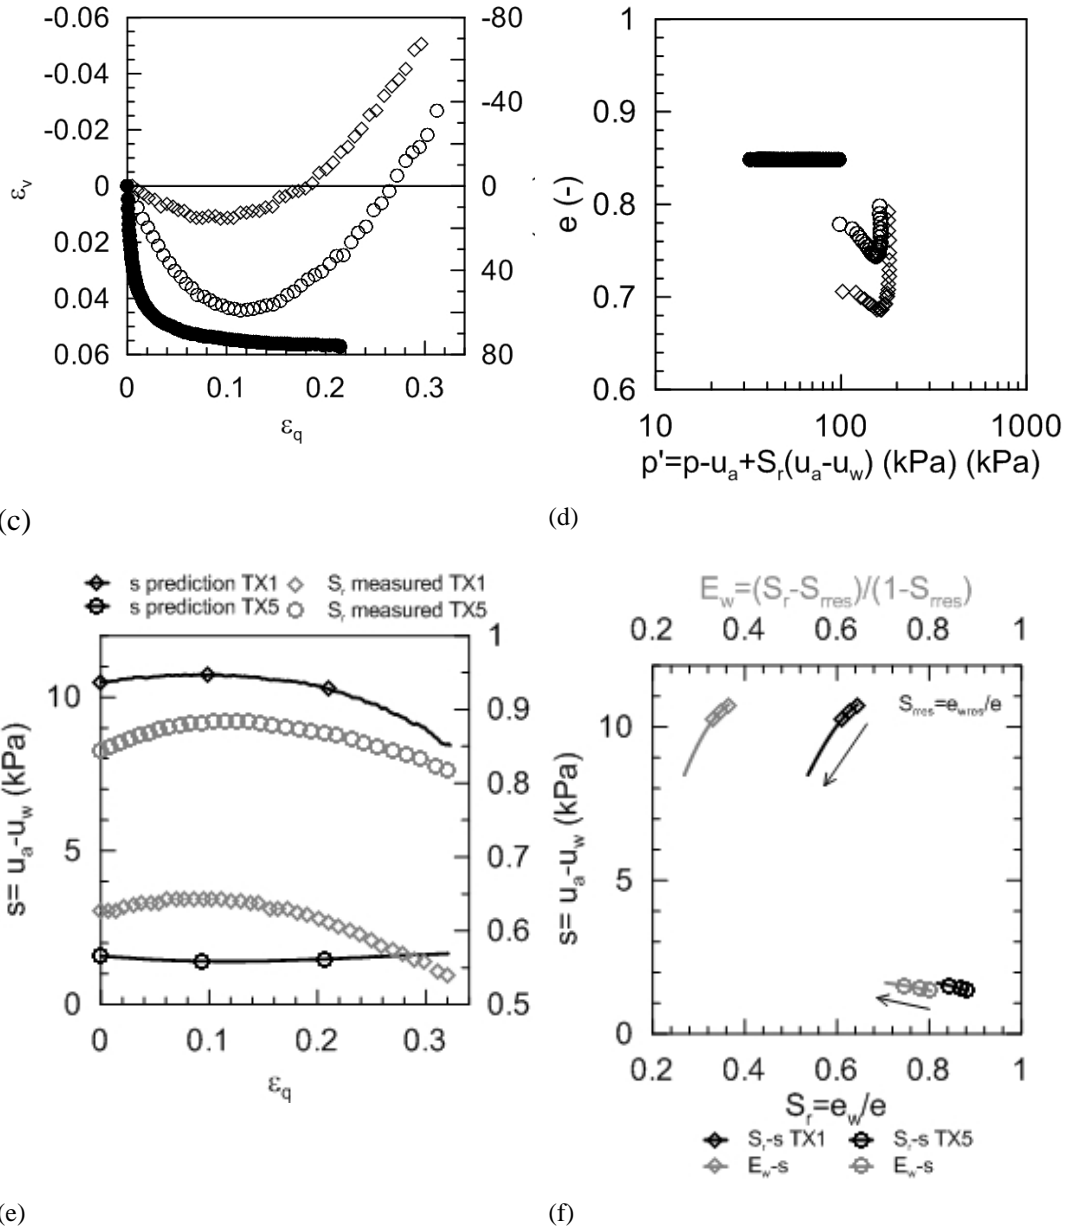 -0.06
-0.04
-0.02
0
0.02
0.04
0.06
εv
-80
-40
-0
40
80
0 0.1 0.2 0.3
εq
1
0.9
0.8
0.7
0.6
e (-)
10 100 1000
p'=p-ua+Sr(ua-uw) (kPa) (kPa)
(c)
(d)
s prediction TX1
Sr measured TX1
s prediction TX5
Sr measured TX5
10
5
0
s= ua-uw (kPa)
1
0.9
0.8
0.7
0.6
0.5
0 0.1 0.2 0.3
εq
Ew=(Sr-Srres)/(1-Srres)
0.2 0.4 0.6 0.8 1
Srres=ewres/e
10
5
0
s= ua-uw (kPa)
0.2 0.4 0.6 0.8 1
Sr=ew/e
Sr-s TX1
Sr-s TX5
Ew-s
Ew-s
(e)
(f)